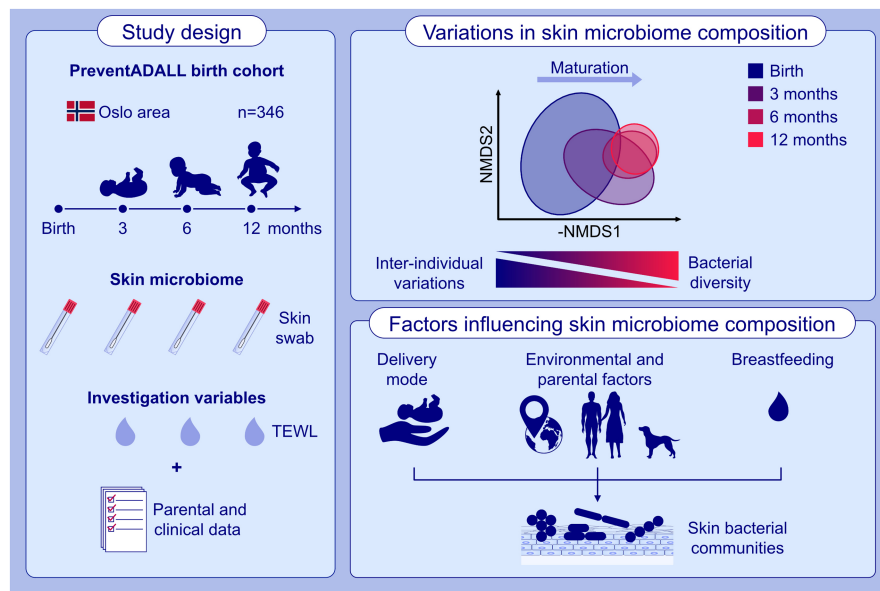 Study design
PreventADALL birth cohort
Oslo area
n=346
Birth
3
6
12 months
Skin microbiome
Skin
swab
Investigation variables
TEWL
+
Parental and
clinical data
Variations in skin microbiome composition
Maturation
NMDS2
-NMDS1
Birth
3 months
6 months
12 months
Inter-individual
variations
Bacterial
diversity
Factors influencing skin microbiome composition
Delivery
mode
Environmental and
parental factors
Breastfeeding
Skin bacterial
communities